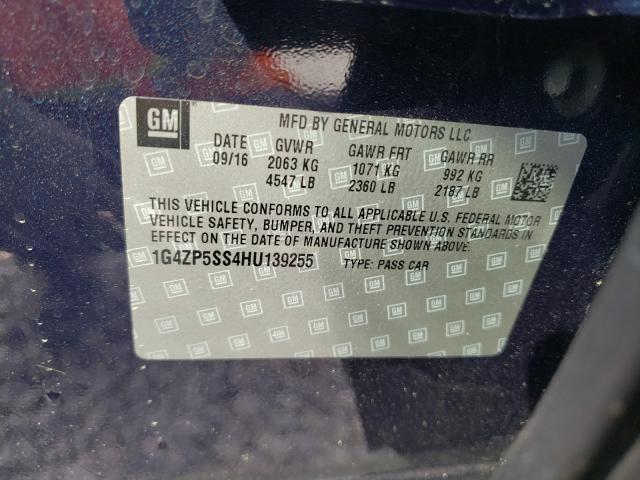 GM
MFD BY GENERAL MOTORS LLC
DATE GVWR GAWR FRT GAWR RR
09/16 2063 KG 1071 KG 992 KG
4547 LB 2360 LB 2187 LB
THIS VEHICLE CONFORMS TO ALL APPLICABLE U.S. FEDERAL MOTOR
VEHICLE SAFETY, BUMPER, AND THEFT PREVENTION STANDARDS
IN EFFECT ON THE DATE OF MANUFACTURE SHOWN ABOVE.
1G4ZP5SS4HU139255 TYPE: PASS CAR